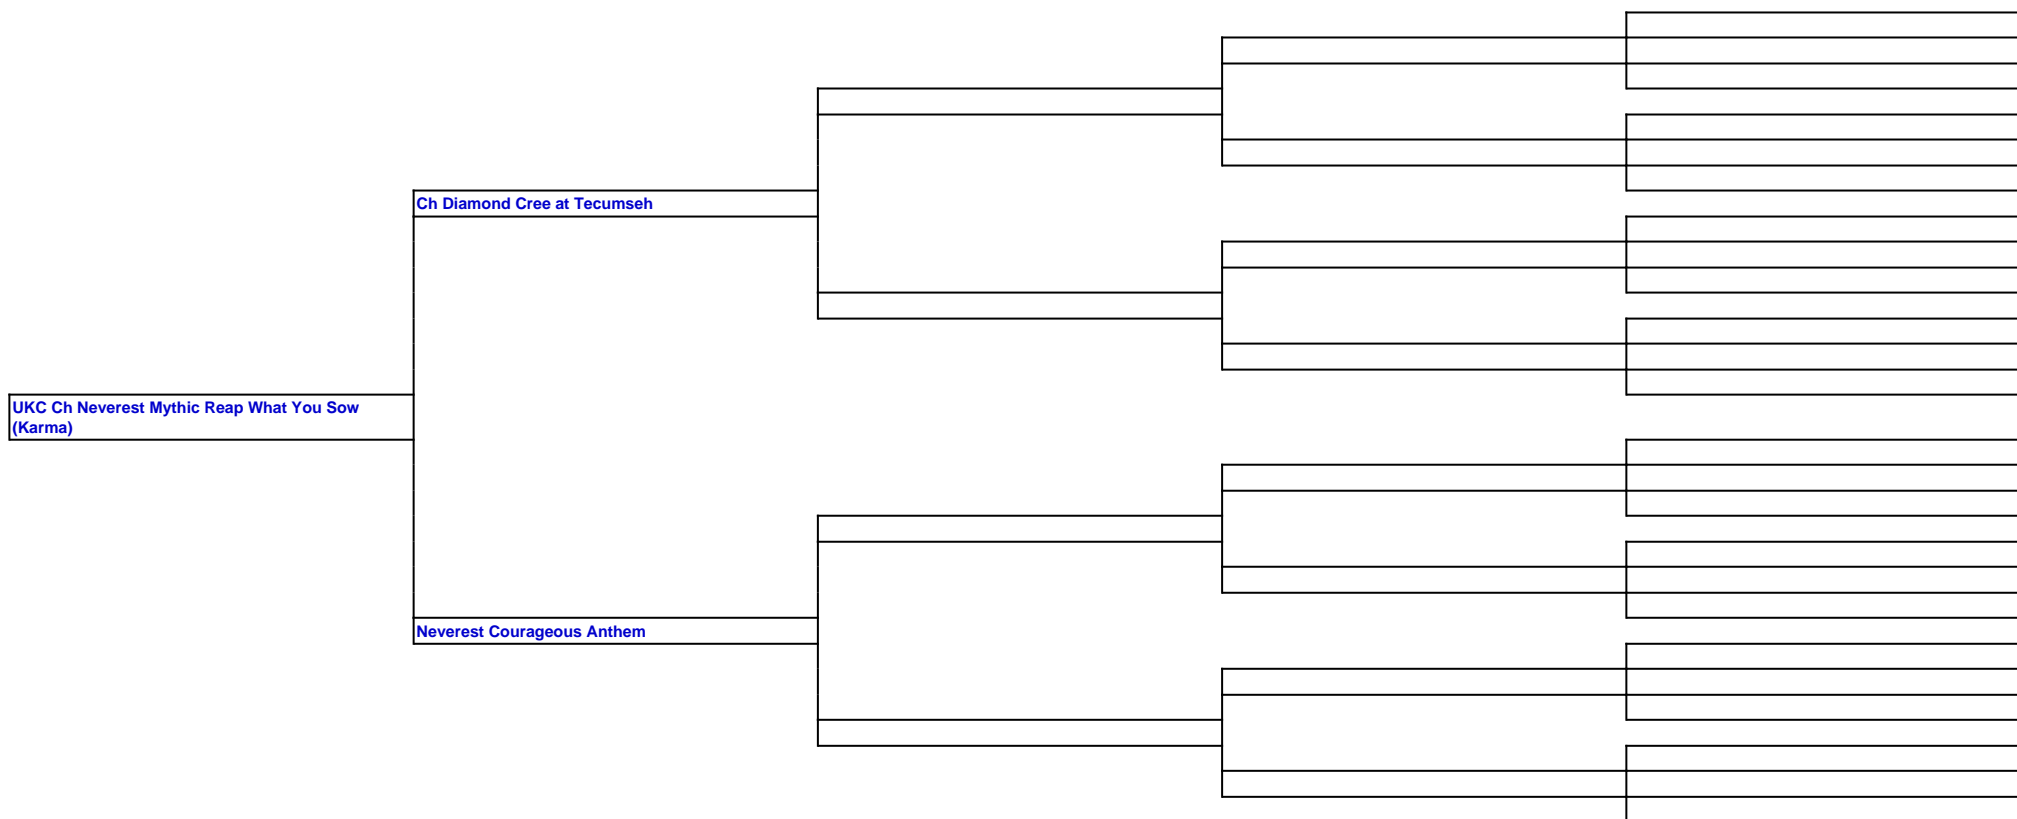 Ch Diamond Cree at Tecumseh
UKC Ch Neverest Mythic Reap What You Sow
(Karma)
Neverest Courageous Anthem